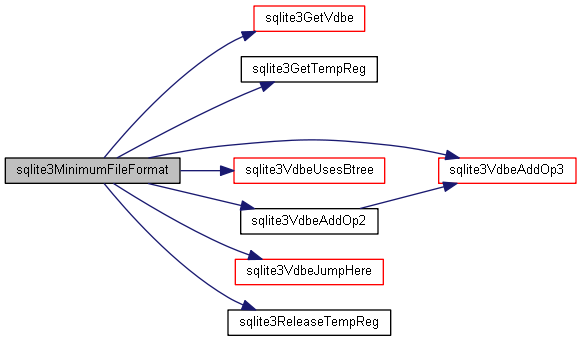 sqlite3GetVdbe
sqlite3GetTempReg
sqlite3MinimumFileFormat
sqlite3VdbeUsesBtree
sqlite3VdbeAddOp3
sqlite3VdbeAddOp2
sqlite3VdbeJumpHere
sqlite3ReleaseTempReg